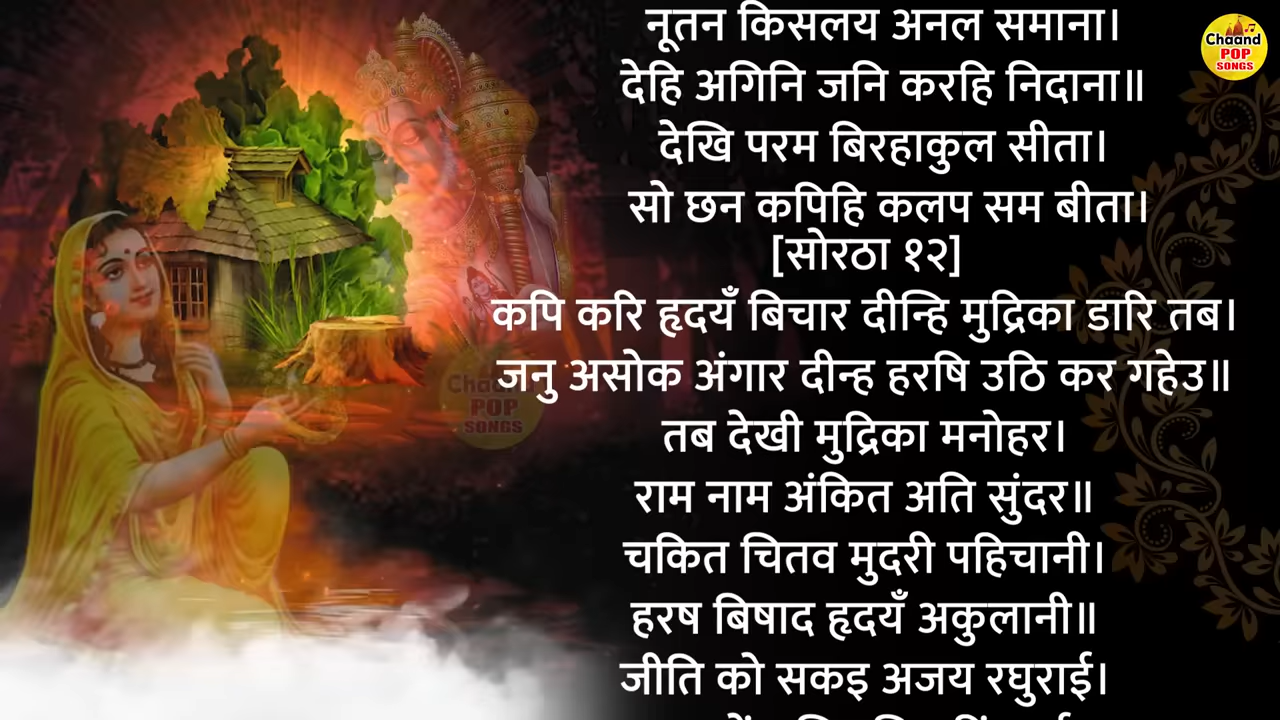 Chaand
POP
SONGS
नूतन किसलय अनल समाना।
देहि अगिनि जनि करहि निदाना॥
देखि परम बिरहाकुल सीता।
सो छन कपिहि कलप सम बीता।
[सोरठा १२]
कपि करि हृदयँ बिचार दीन्हि मुद्रिका डारि तब।
जनु असोक अंगार दीन्ह हरषि उठि कर गहेउ॥
तब देखी मुद्रिका मनोहर।
राम नाम अंकित अति सुंदर॥
चकित चितव मुदरी पहिचानी।
हरष बिषाद हृदयँ अकुलानी॥
जीति को सकइ अजय रघुराई।
POP
SONGS